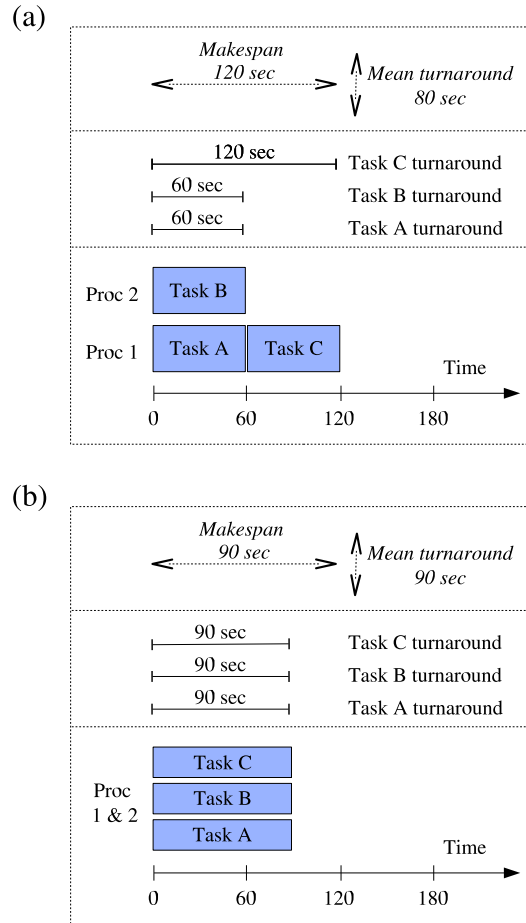 (a)
Makespan
120 sec
Mean turnaround
80 sec
120 sec
Task C turnaround
60 sec
Task B turnaround
60 sec
Task A turnaround
Proc 2
Task B
Proc 1
Task A
Task C
Time
0
60
120
180
(b)
Makespan
90 sec
Mean turnaround
90 sec
90 sec
Task C turnaround
90 sec
Task B turnaround
90 sec
Task A turnaround
Proc
1 & 2
Task C
Task B
Task A
Time
0
60
120
180